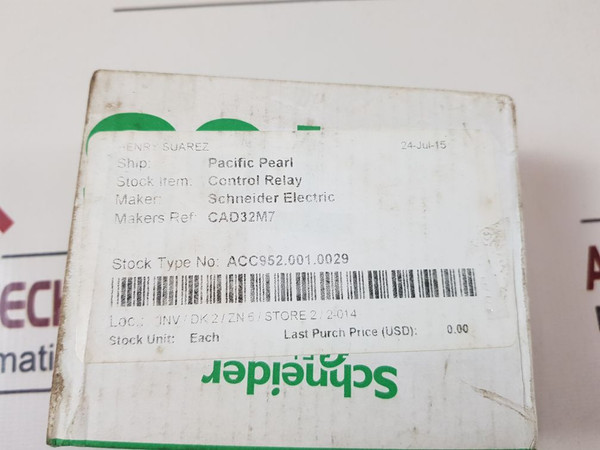 HENRY SUAREZ 24-Jul-15
Ship: Pacific Pearl
Stock Item: Control Relay
Maker: Schneider Electric
Makers Ref: CAD32M7
Stock Type No: ACC952.001.0029
INV / DK 2 / ZN 6 / STORE 2 / 2-014
Stock Unit: Each Last Purch Price (USD): 0.00
Schneider
ECH
mati